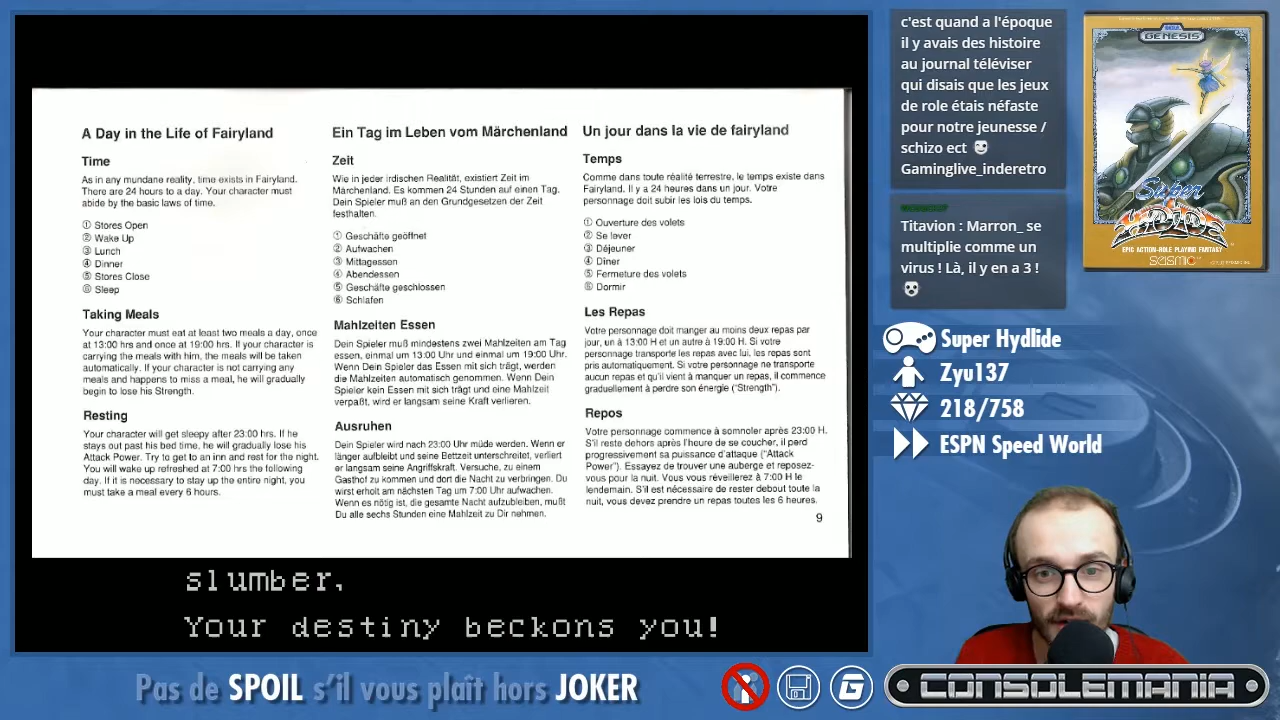 A Day in the Life of Fairyland
Time
As in any mundane reality, time exists in Fairyland.
There are 24 hours to a day. Your character must
abide by the basic laws of time.
① Stores Open
② Wake Up
③ Lunch
④ Dinner
⑤ Stores Close
⑥ Sleep
Taking Meals
Your character must eat at least two meals a day, once
at 13:00 hrs and once at 19:00 hrs. If your character is
carrying the meals with him, the meals will be taken
automatically. If your character is not carrying any
meals and happens to miss a meal, he will gradually
begin to lose his Strength.
Resting
Your character will get sleepy after 23:00 hrs. If he
stays out past his bed time, he will gradually lose his
Attack Power. Try to get to an inn and rest for the night.
You will wake up refreshed at 7:00 hrs the following
day. If it is necessary to stay up the entire night, you
must take a meal every 6 hours.
Ein Tag im Leben vom Märchenland
Zeit
Wie in jeder irdischen Realität, existiert Zeit im
Märchenland. Es kommen 24 Stunden auf einen Tag.
Dein Spieler muß an den Grundgesetzen der Zeit
festhalten.
① Geschäfte geöffnet
② Aufwachen
③ Mittagessen
④ Abendessen
⑤ Geschäfte geschlossen
⑥ Schlafen
Mahlzeiten Essen
Dein Spieler muß mindestens zwei Mahlzeiten am Tag
essen, einmal um 13:00 Uhr und einmal um 19:00 Uhr.
Wenn Dein Spieler das Essen mit sich trägt, werden
die Mahlzeiten automatisch genommen. Wenn Dein
Spieler kein Essen mit sich trägt und eine Mahlzeit
verpaßt, wird er langsam seine Kraft verlieren.
Ausruhen
Dein Spieler wird nach 23:00 Uhr müde werden. Wenn er
länger aufbleibt und seine Bettzeit unterschreitet, verliert
er langsam seine Angriffskraft. Versuche, zu einem
Gasthof zu kommen und dort die Nacht zu verbringen. Du
wirst erholt am nächsten Tag um 7:00 Uhr aufwachen.
Wenn es nötig ist, die gesamte Nacht aufzubleiben, mußt
Du alle sechs Stunden eine Mahlzeit zu Dir nehmen.
Un jour dans la vie de fairyland
Temps
Comme dans toute réalité terrestre, le temps existe dans
Fairyland. Il y a 24 heures dans un jour. Votre
personnage doit subir les lois du temps.
① Ouverture des volets
② Se lever
③ Déjeuner
④ Dîner
⑤ Fermeture des volets
⑥ Dormir
Les Repas
Votre personnage doit manger au moins deux repas par
jour, un à 13:00 H et un autre à 19:00 H. Si votre
personnage transporte les repas avec lui, les repas sont
pris automatiquement. Si votre personnage ne transporte
aucun repas et qu'il vient à manquer un repas, il commence
graduellement à perdre son énergie ("Strength").
Repos
Votre personnage commence à somnoler après 23:00 H.
S'il reste dehors après l'heure de se coucher, il perd
progressivement sa puissance d'attaque ("Attack
Power"). Essayez de trouver une auberge et reposez-
vous pour la nuit. Vous vous réveillerez à 7:00 H le
lendemain. S'il est nécessaire de rester debout toute la
nuit, vous devez prendre un repas toutes les 6 heures.
9
slumber,
Your destiny beckons you!
c'est quand a l'époque
il y avais des histoire
au journal téléviser
qui disais que les jeux
de role étais néfaste
pour notre jeunesse /
schizo ect
Gaminglive_inderetro
Titavion : Marron_ se
multiplie comme un
virus ! Là, il y en a 3 !
SEGA
GENESIS
Super
HYDLIDE
EPIC ACTION-ROLE PLAYING FANTASY
SEISMIC
Super Hydlide
Zyu137
218/758
ESPN Speed World
Pas de SPOIL s'il vous plaît hors JOKER
G
CONSOLEMANIA